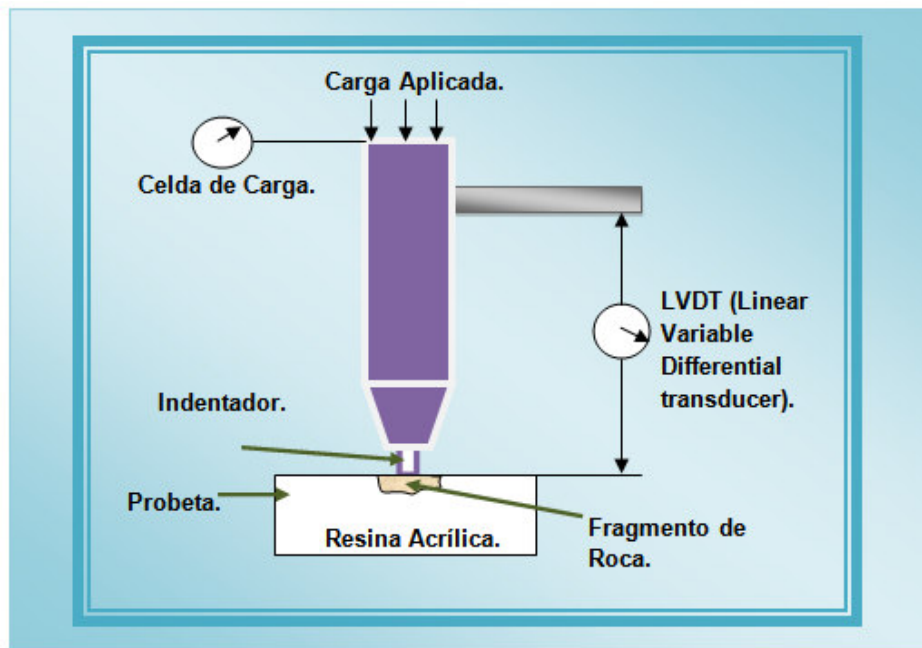 Carga Aplicada.
Celda de Carga.
LVDT (Linear
Variable
Differential
transducer).
Indentador.
Probeta.
Resina Acrílica.
Fragmento de
Roca.